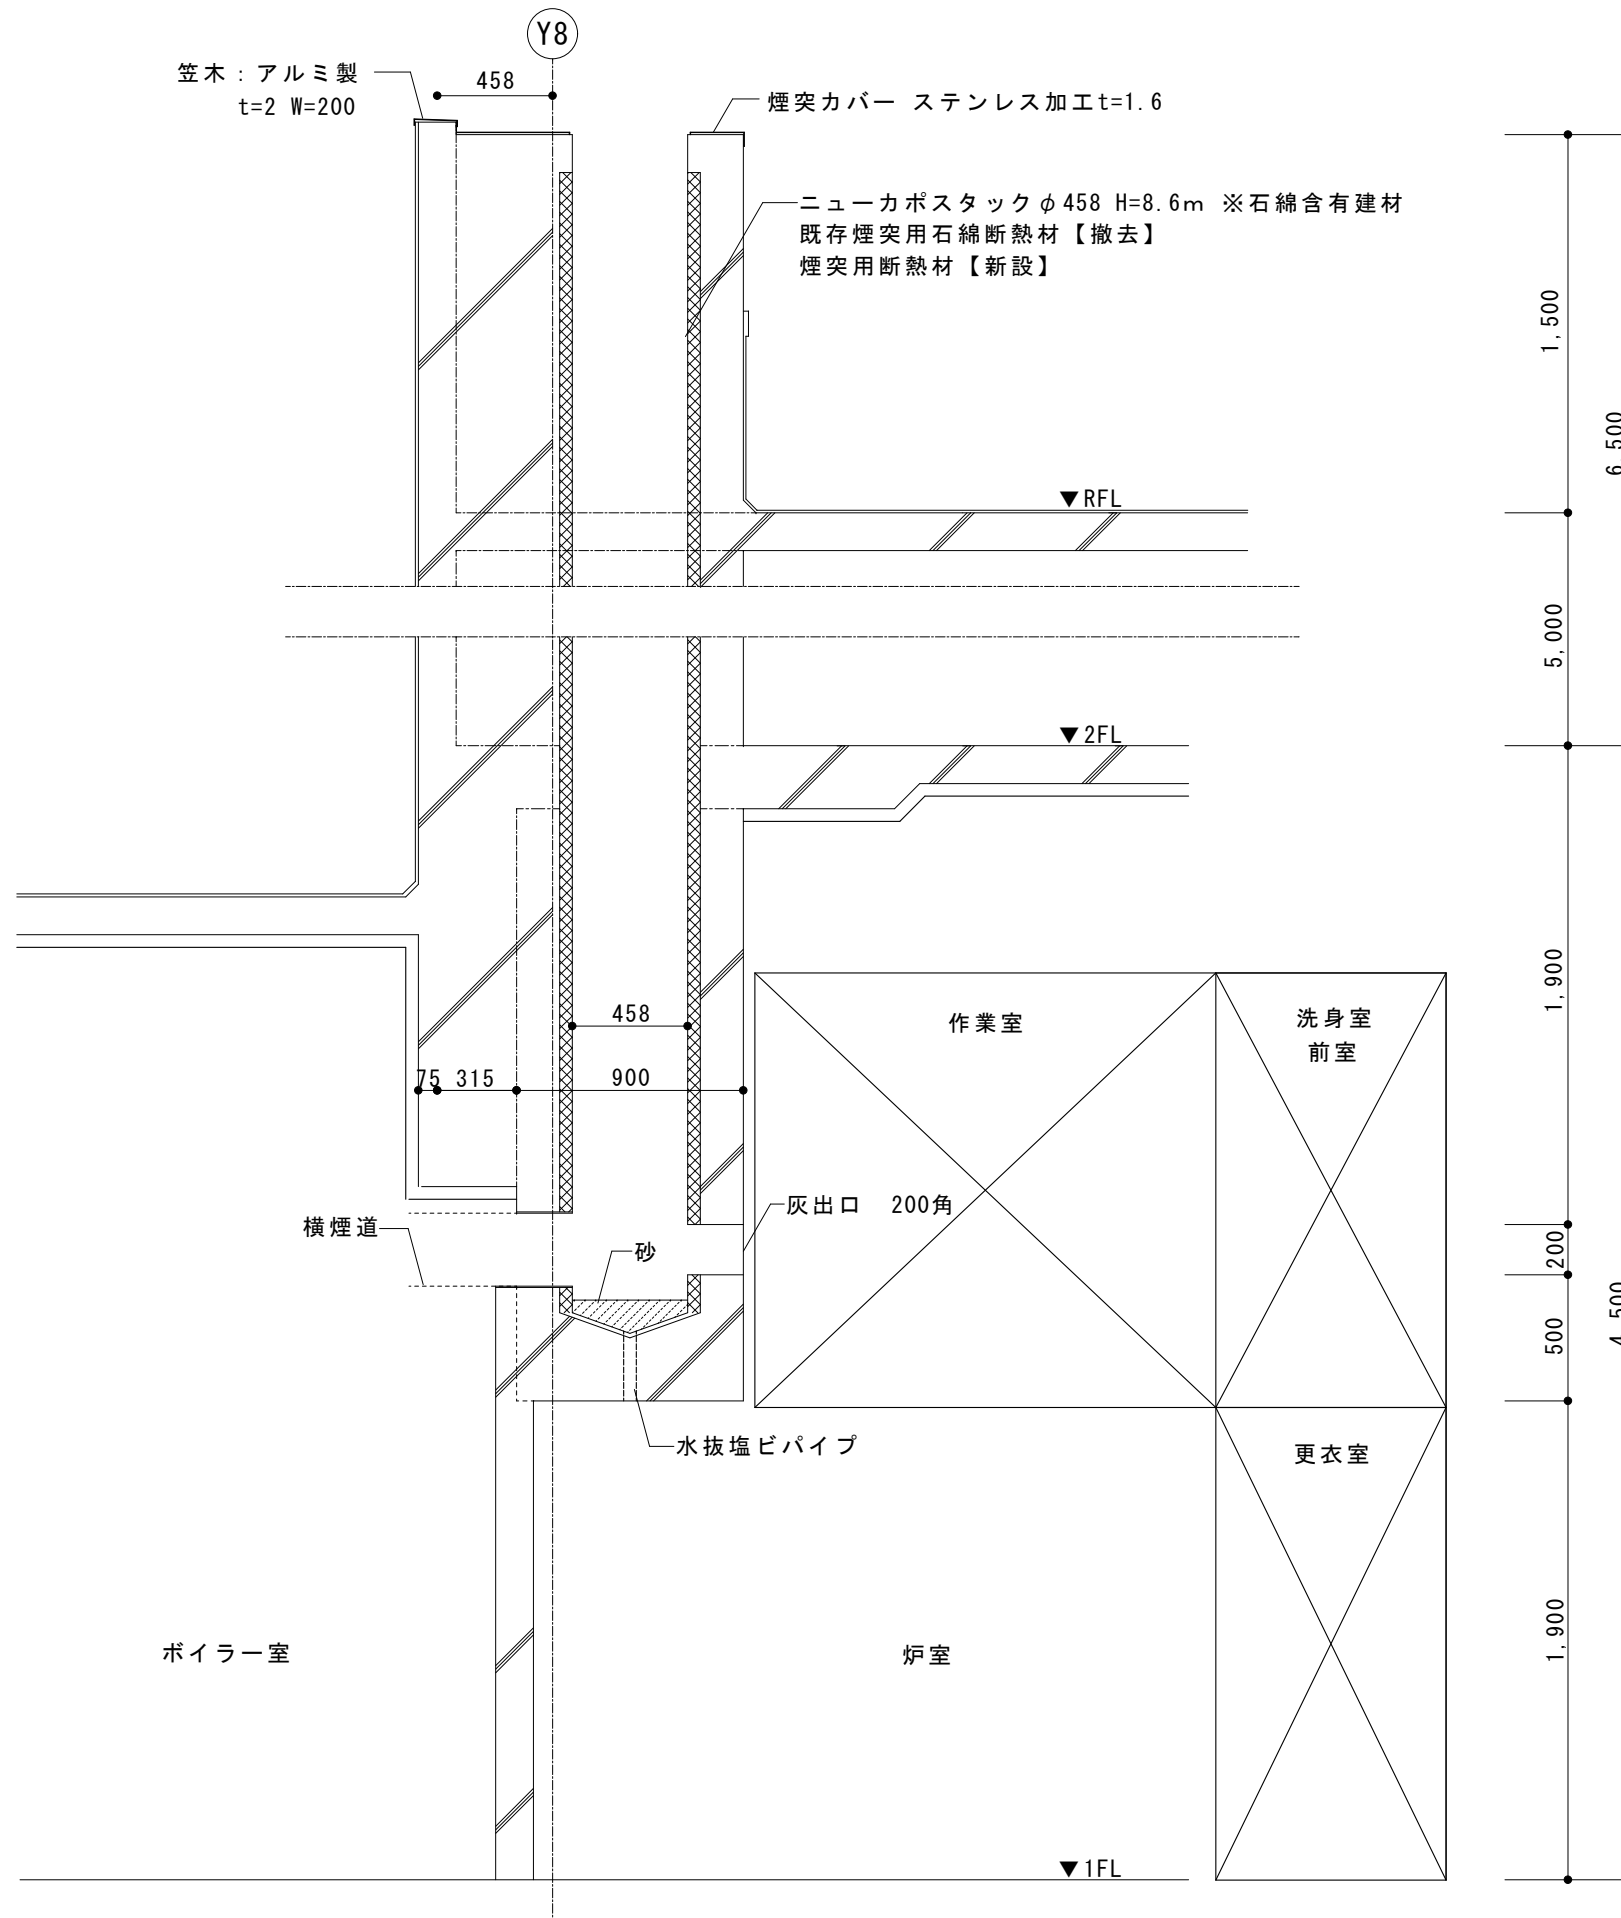 Y8
笠木：アルミ製
t=2 W=200
458
煙突カバー ステンレス加工t=1.6
ニューカポスタックφ458 H=8.6m ※石綿含有建材
既存煙突用石綿断熱材【撤去】
煙突用断熱材【新設】
1,500
6,500
▼RFL
5,000
▼2FL
1,900
458
作業室
洗身室
前室
75 315 900
灰出口 200角
横煙道
砂
200
500
4,500
水抜塩ビパイプ
更衣室
1,900
ボイラー室
炉室
▼1FL